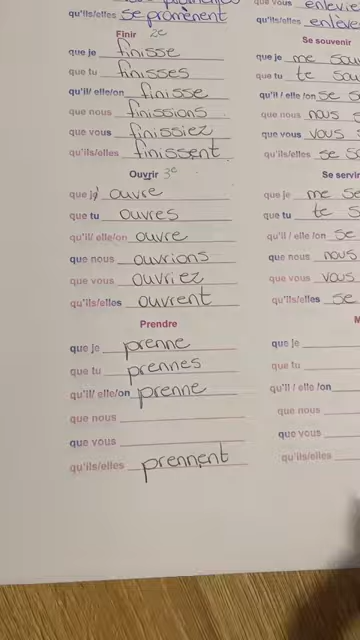 que vous enlevie
qu'ils/elles se promènent
qu'ils/elles enlève
Finir 2e
que je finisse
que tu finisses
qu'il/ elle/on finisse
que nous finissions
que vous finissiez
qu'ils/elles finissent
Ouvrir 3e
que j' ouvre
que tu ouvres
qu'il/ elle/on ouvre
que nous ouvrions
que vous ouvriez
qu'ils/elles ouvrent
Prendre
que je prenne
que tu prennes
qu'il/ elle/on prenne
que nous
que vous
qu'ils/elles prennent
Se souvenir
que je me sou
que tu te sou
qu'il / elle /on se s
que nous nous s
que vous vous s
qu'ils/elles se so
Se servir
que je me se
que tu te s
qu'il / elle /on se
que nous nous
que vous vous
qu'ils/elles se
M
que je
que tu
qu'il / elle /on
que nous
que vous
qu'ils/elles